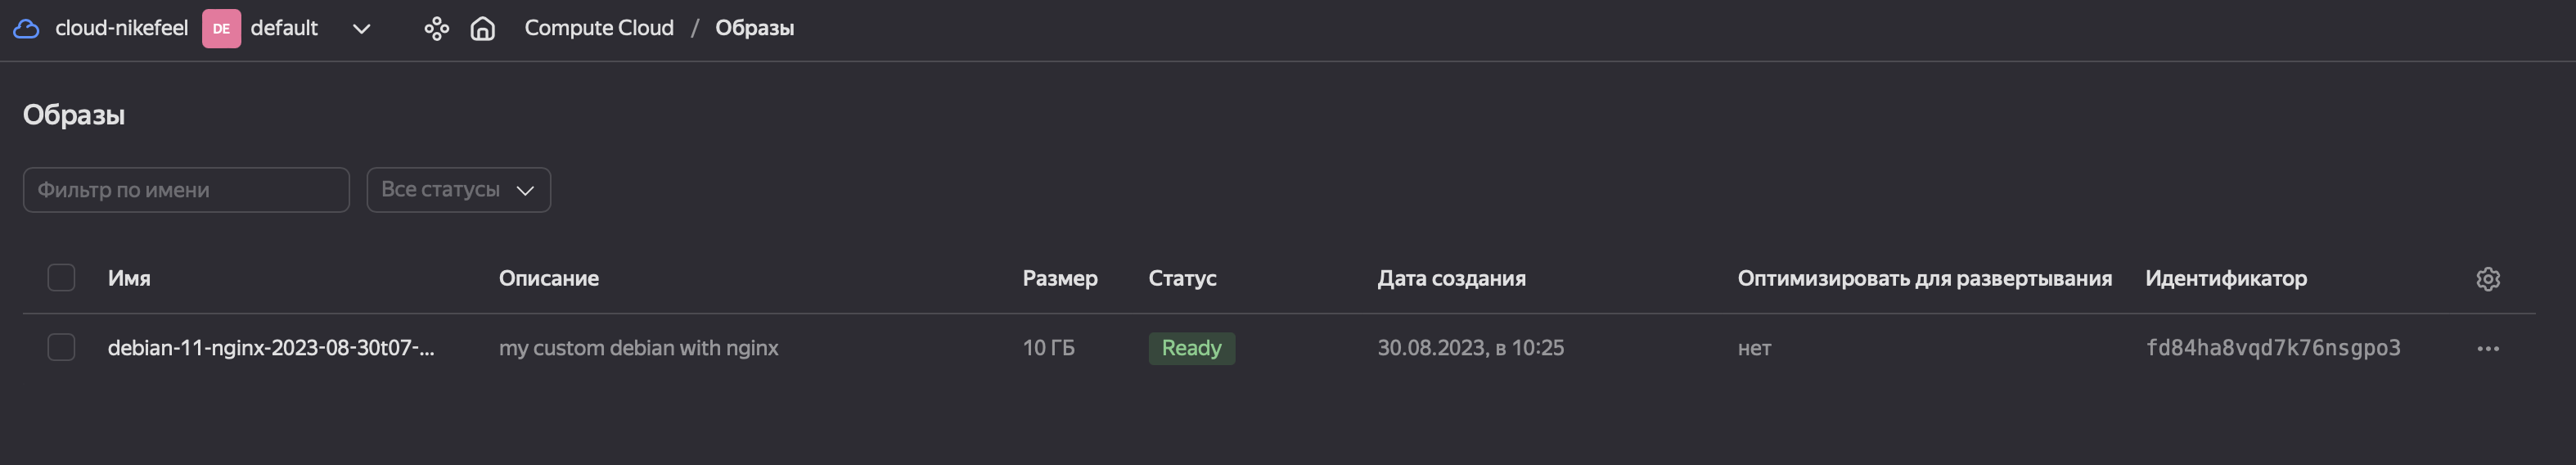 cloud-nikefeel DE default Compute Cloud / Образы
Образы
Фильтр по имени Все статусы
Имя Описание Размер Статус Дата создания Оптимизировать для развертывания Идентификатор
debian-11-nginx-2023-08-30t07-... my custom debian with nginx 10 ГБ Ready 30.08.2023, в 10:25 нет fd84ha8vqd7k76nsgpo3